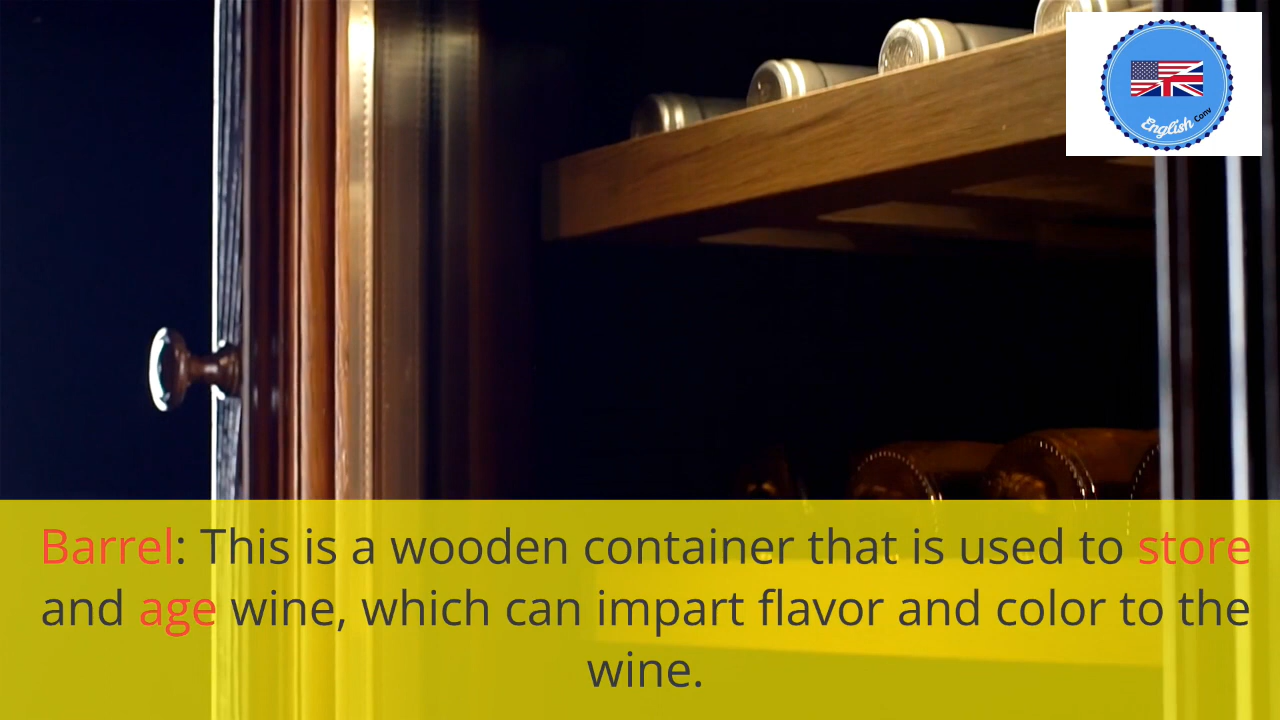 English Conv
Barrel: This is a wooden container that is used to store
and age wine, which can impart flavor and color to the
wine.